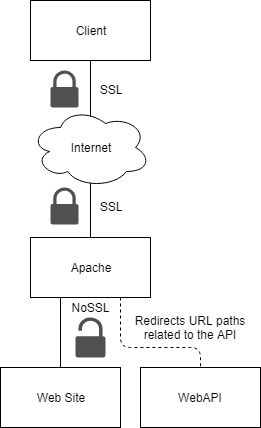 Client
SSL
Internet
SSL
Apache
NoSSL
Redirects URL paths
related to the API
Web Site
WebAPI